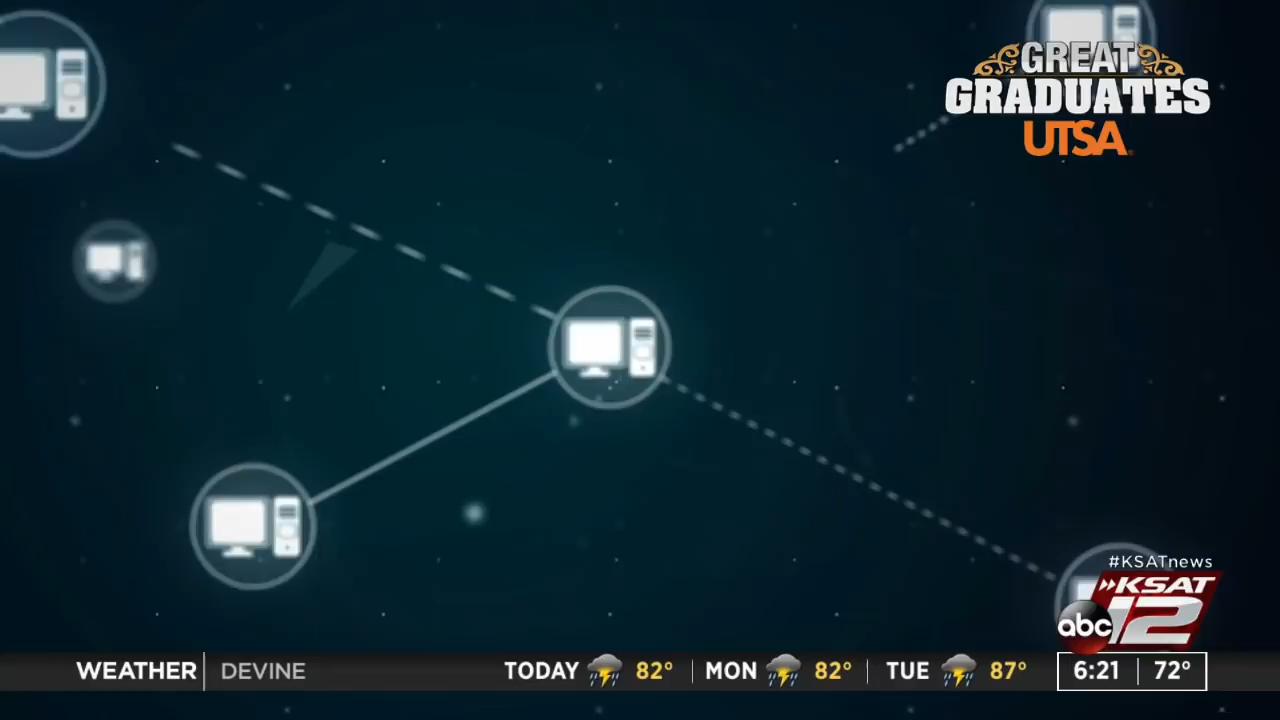 GREAT
GRADUATES
UTSA
#KSATnews
KSAT
abc 12
WEATHER DEVINE TODAY 82° MON 82° TUE 87° 6:21 72°